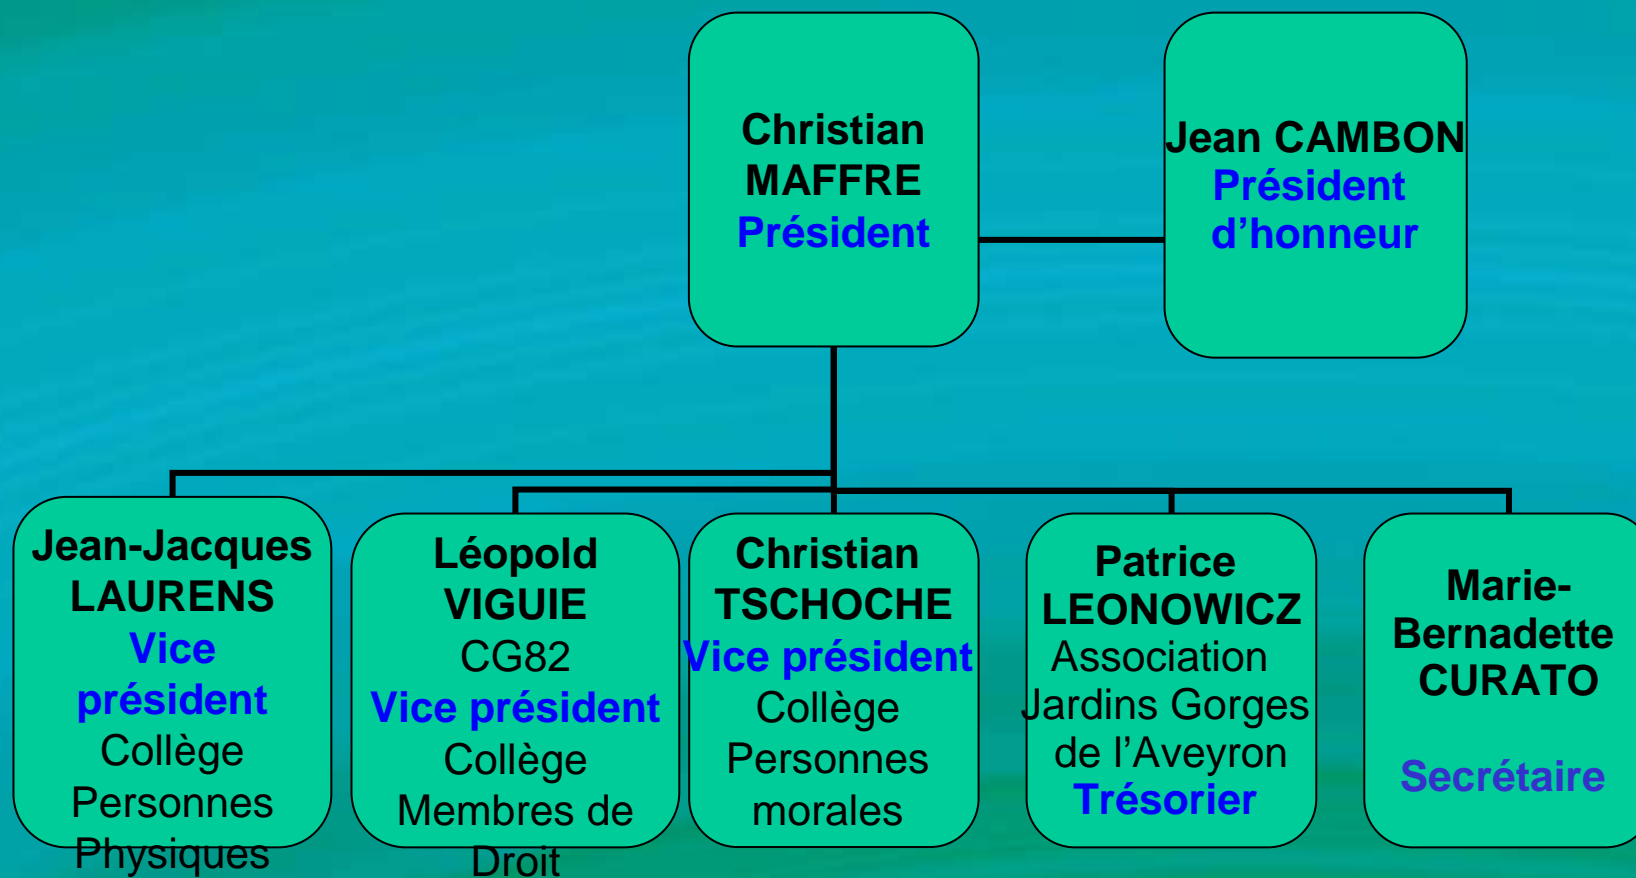 Christian
MAFFRE
Président
Jean CAMBON
Président
d’honneur
Jean-Jacques
LAURENS
Vice
président
Collège
Personnes
Physiques
Léopold
VIGUIE
CG82
Vice président
Collège
Membres de
Droit
Christian
TSCHOCHE
Vice président
Collège
Personnes
morales
Patrice
LEONOWICZ
Association
Jardins Gorges
de l’Aveyron
Trésorier
Marie-
Bernadette
CURATO
Secrétaire